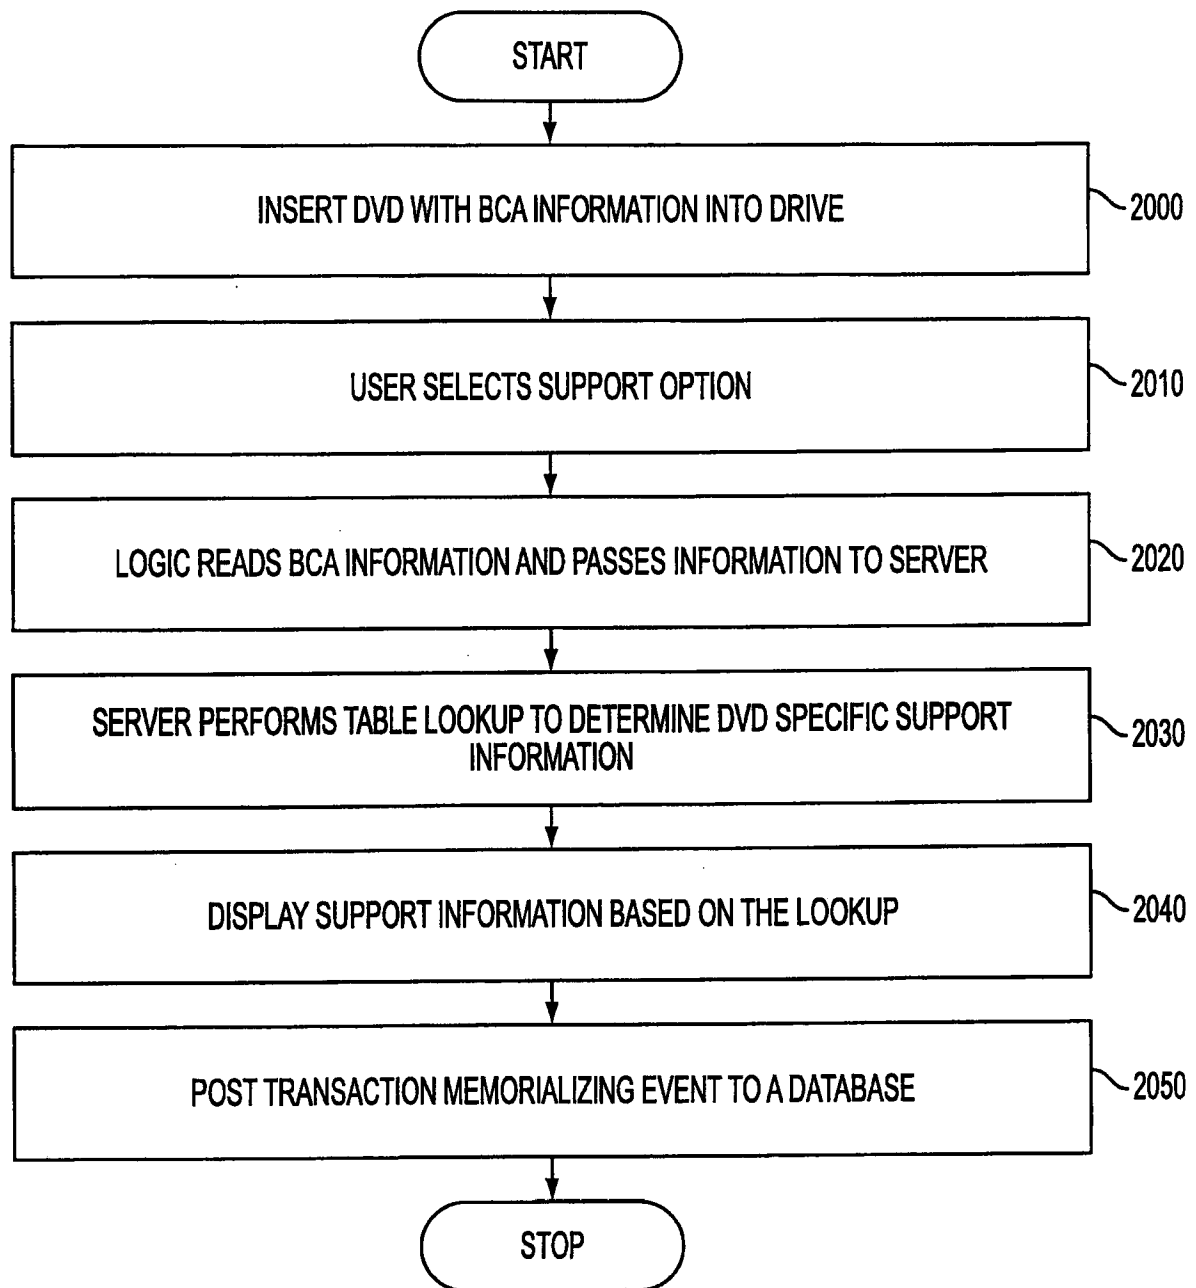 START
INSERT DVD WITH BCA INFORMATION INTO DRIVE
2000
USER SELECTS SUPPORT OPTION
2010
LOGIC READS BCA INFORMATION AND PASSES INFORMATION TO SERVER
2020
SERVER PERFORMS TABLE LOOKUP TO DETERMINE DVD SPECIFIC SUPPORT
INFORMATION
2030
DISPLAY SUPPORT INFORMATION BASED ON THE LOOKUP
2040
POST TRANSACTION MEMORIALIZING EVENT TO A DATABASE
2050
STOP